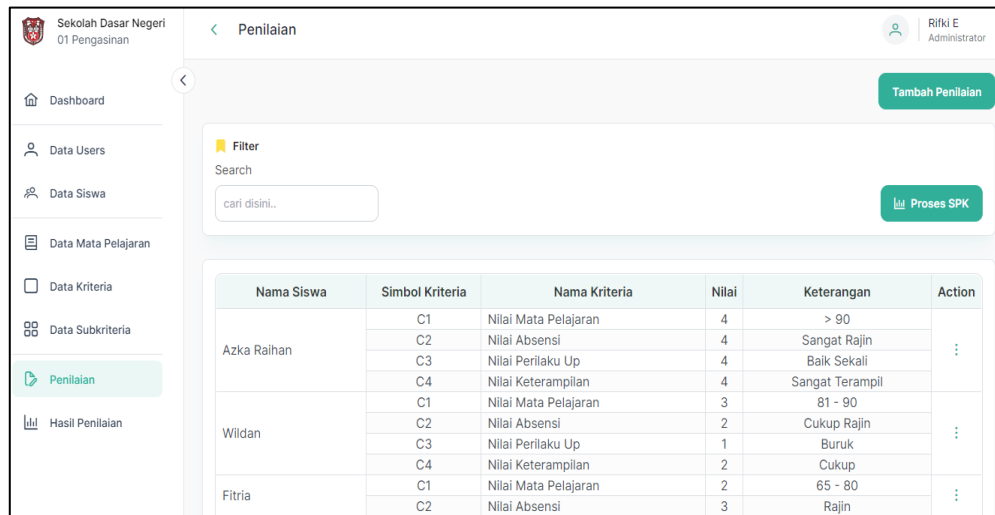 Sekolah Dasar Negeri
01 Pengasinan
Dashboard
Data Users
Data Siswa
Data Mata Pelajaran
Data Kriteria
Data Subkriteria
Penilaian
Hasil Penilaian
Penilaian
Rifki E
Administrator
Tambah Penilaian
Filter
Search
cari disini..
Proses SPK
Nama Siswa Simbol Kriteria Nama Kriteria Nilai Keterangan Action
Azka Raihan
C1 Nilai Mata Pelajaran 4 > 90
C2 Nilai Absensi 4 Sangat Rajin
C3 Nilai Perilaku Up 4 Baik Sekali
C4 Nilai Keterampilan 4 Sangat Terampil
Wildan
C1 Nilai Mata Pelajaran 3 81 - 90
C2 Nilai Absensi 2 Cukup Rajin
C3 Nilai Perilaku Up 1 Buruk
C4 Nilai Keterampilan 2 Cukup
Fitria
C1 Nilai Mata Pelajaran 2 65 - 80
C2 Nilai Absensi 3 Rajin